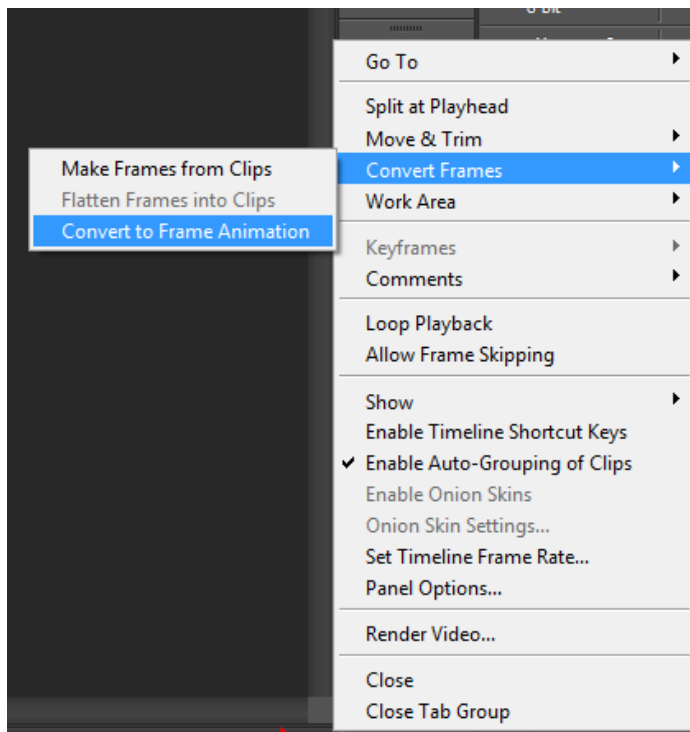 Go To
Split at Playhead
Move & Trim
Convert Frames
Work Area
Keyframes
Comments
Loop Playback
Allow Frame Skipping
Show
Enable Timeline Shortcut Keys
Enable Auto-Grouping of Clips
Enable Onion Skins
Onion Skin Settings...
Set Timeline Frame Rate...
Panel Options...
Render Video...
Close
Close Tab Group
Make Frames from Clips
Flatten Frames into Clips
Convert to Frame Animation